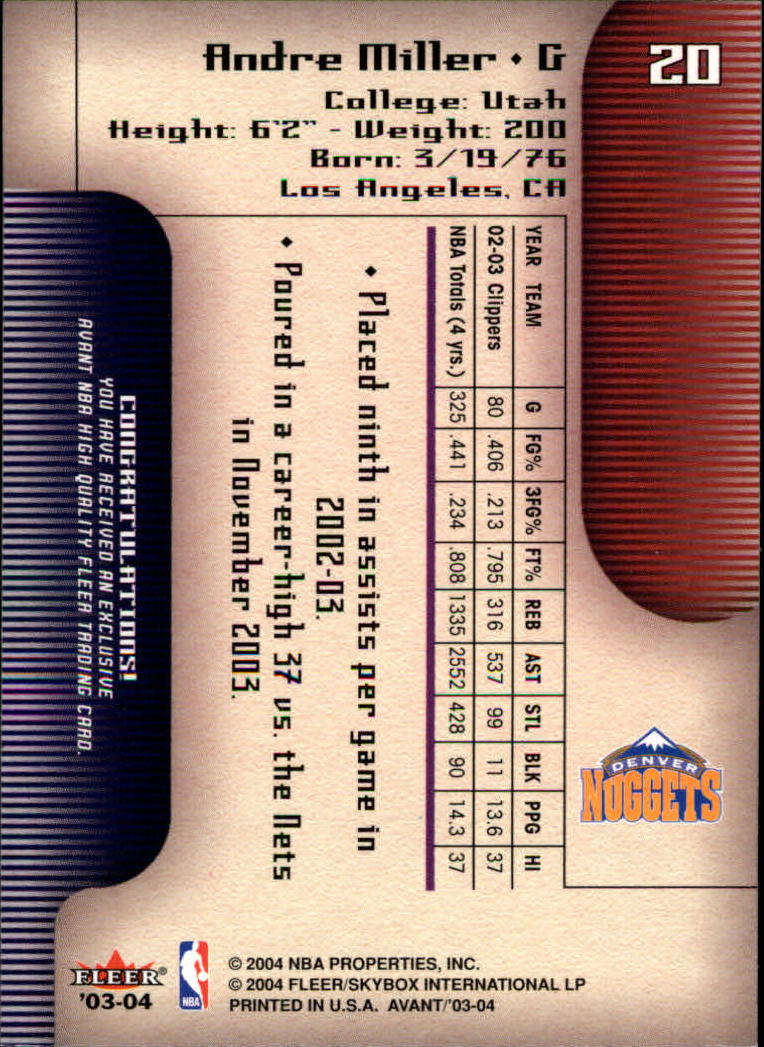 20
Andre Miller • G
College: Utah
Height: 6'2" - Weight: 200
Born: 3/19/76
Los Angeles, CA
YEAR TEAM G FG% 3FG% FT% REB AST STL BLK PPG HI
02-03 Clippers 80 .406 .213 .795 316 537 99 11 13.6 37
NBA Totals (4 yrs.) 325 .441 .234 .808 1335 2552 428 90 14.3 37
• Placed ninth in assists per game in
2002-03.
• Poured in a career-high 37 vs. the Nets
in November 2003.
CONGRATULATIONS!
YOU HAVE RECEIVED AN EXCLUSIVE
AVANT NBA HIGH QUALITY FLEER TRADING CARD.
DENVER
NUGGETS
FLEER®
'03-04
NBA
© 2004 NBA PROPERTIES, INC.
© 2004 FLEER/SKYBOX INTERNATIONAL LP
PRINTED IN U.S.A. AVANT/'03-04